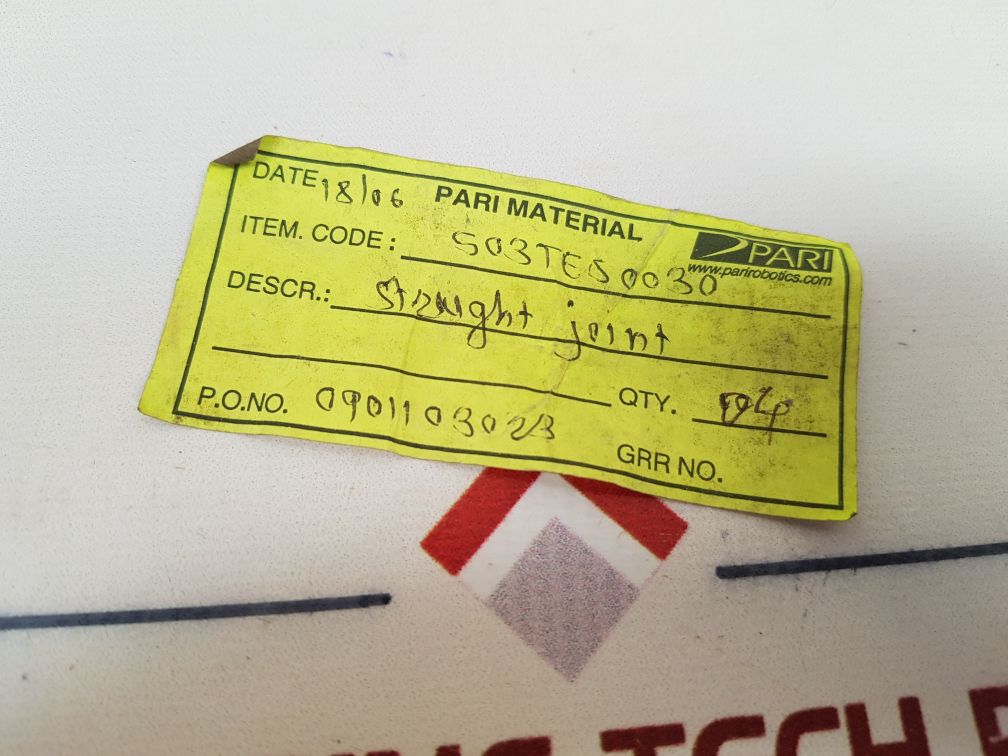 DATE 18/06 PARI MATERIAL
PARI
www.parirobotics.com
ITEM. CODE : S03TES0030
DESCR.: straight joint
QTY. 04
P.O.NO. 0901103023
GRR NO.
TECH